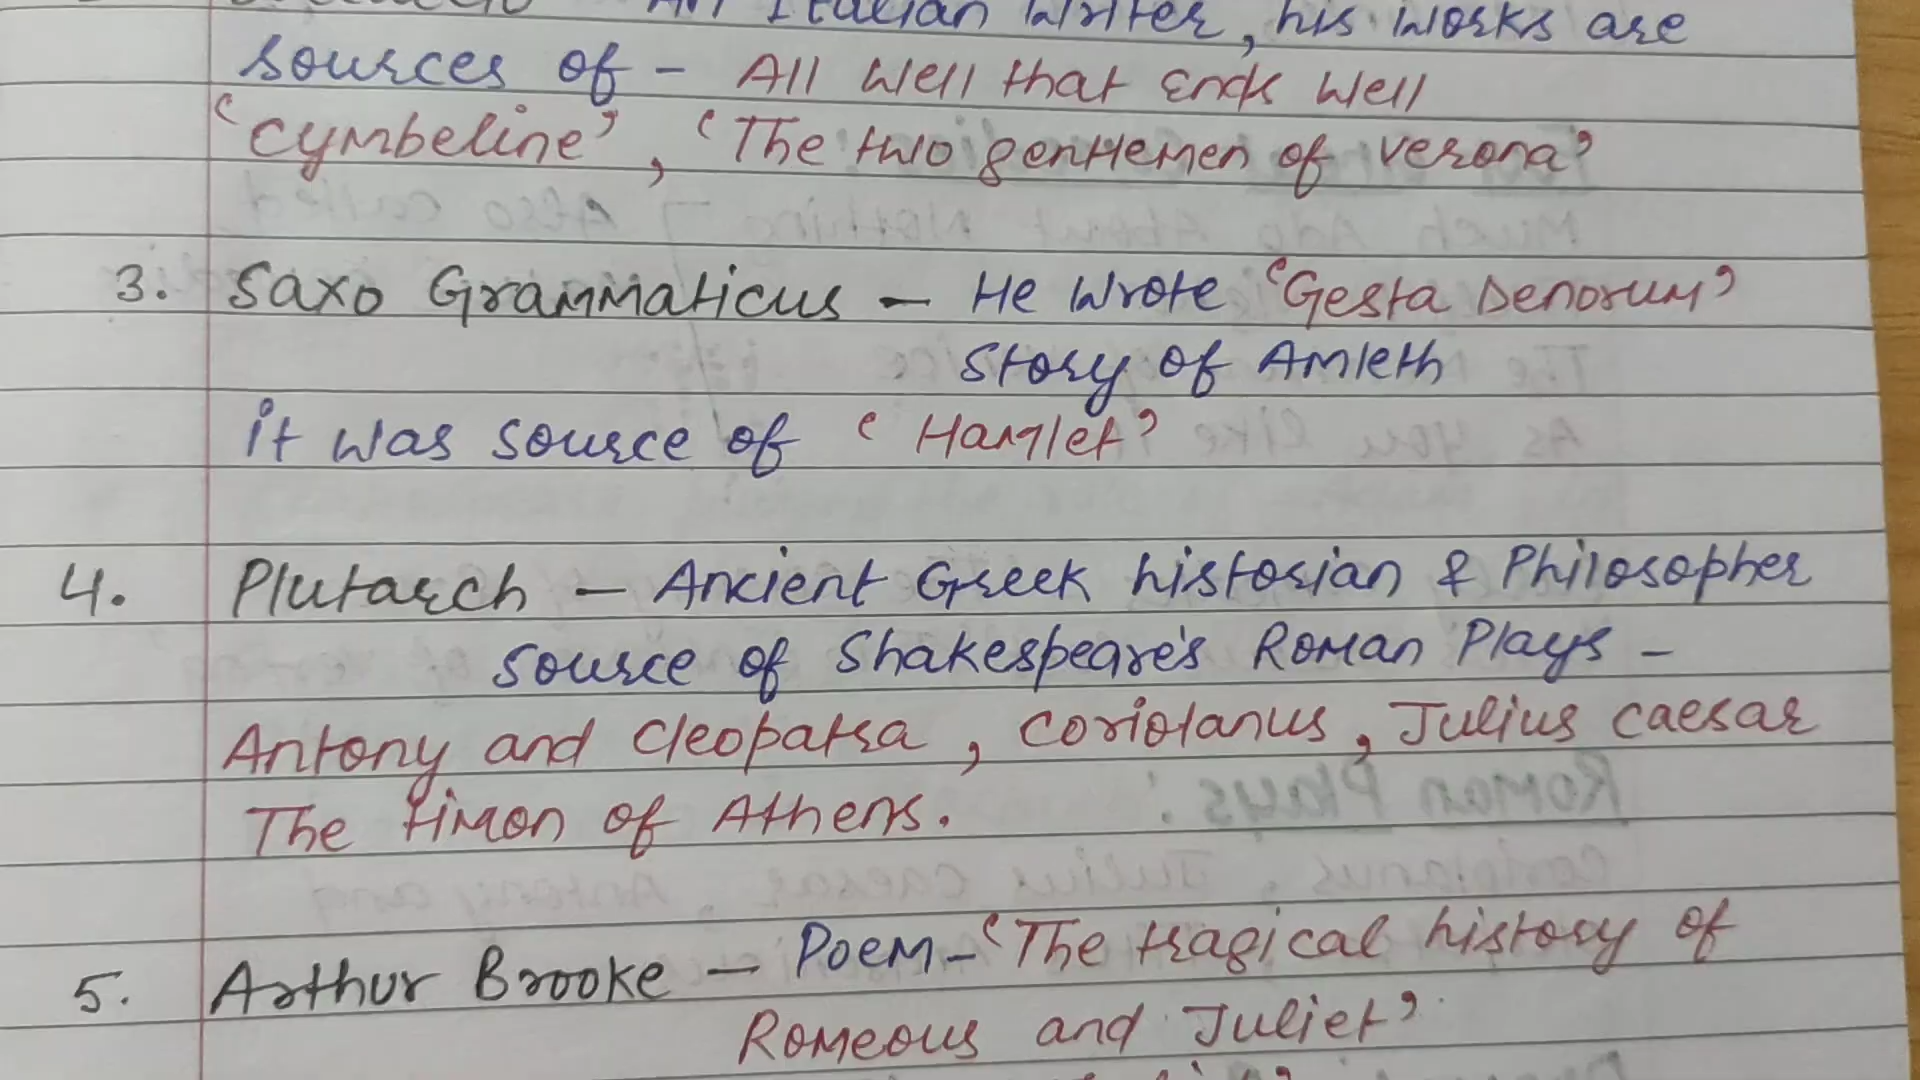 An Italian writer, his works are
sources of - All Well that Ends Well
'Cymbeline', 'The two gentlemen of verona'
3. Saxo Grammaticus - He wrote 'Gesta Denorum'
Story of Amleth
it was source of 'Hamlet'
4. Plutarch - Ancient Greek historian & Philosopher
source of Shakespeare's Roman Plays -
Antony and Cleopatra, Coriolanus, Julius Caesar
The timon of Athens.
5. Arthur Brooke - Poem - 'The tragical history of
Romeous and Juliet'